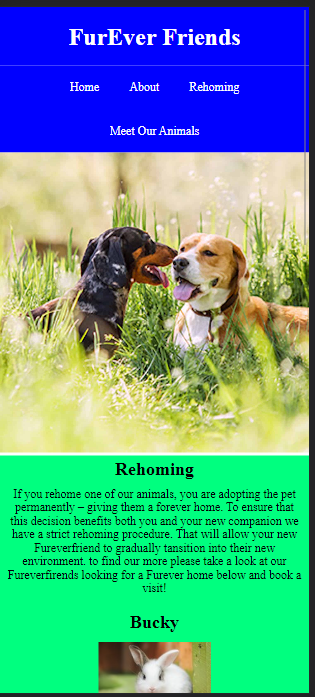 FurEver Friends
Home About Rehoming
Meet Our Animals
Rehoming
If you rehome one of our animals, you are adopting the pet
permanently – giving them a forever home. To ensure that
this decision benefits both you and your new companion we
have a strict rehoming procedure. That will allow your new
Fureverfriend to gradually tansition into their new
environment. to find our more please take a look at our
Fureverfirends looking for a Furever home below and book a
visit!
Bucky